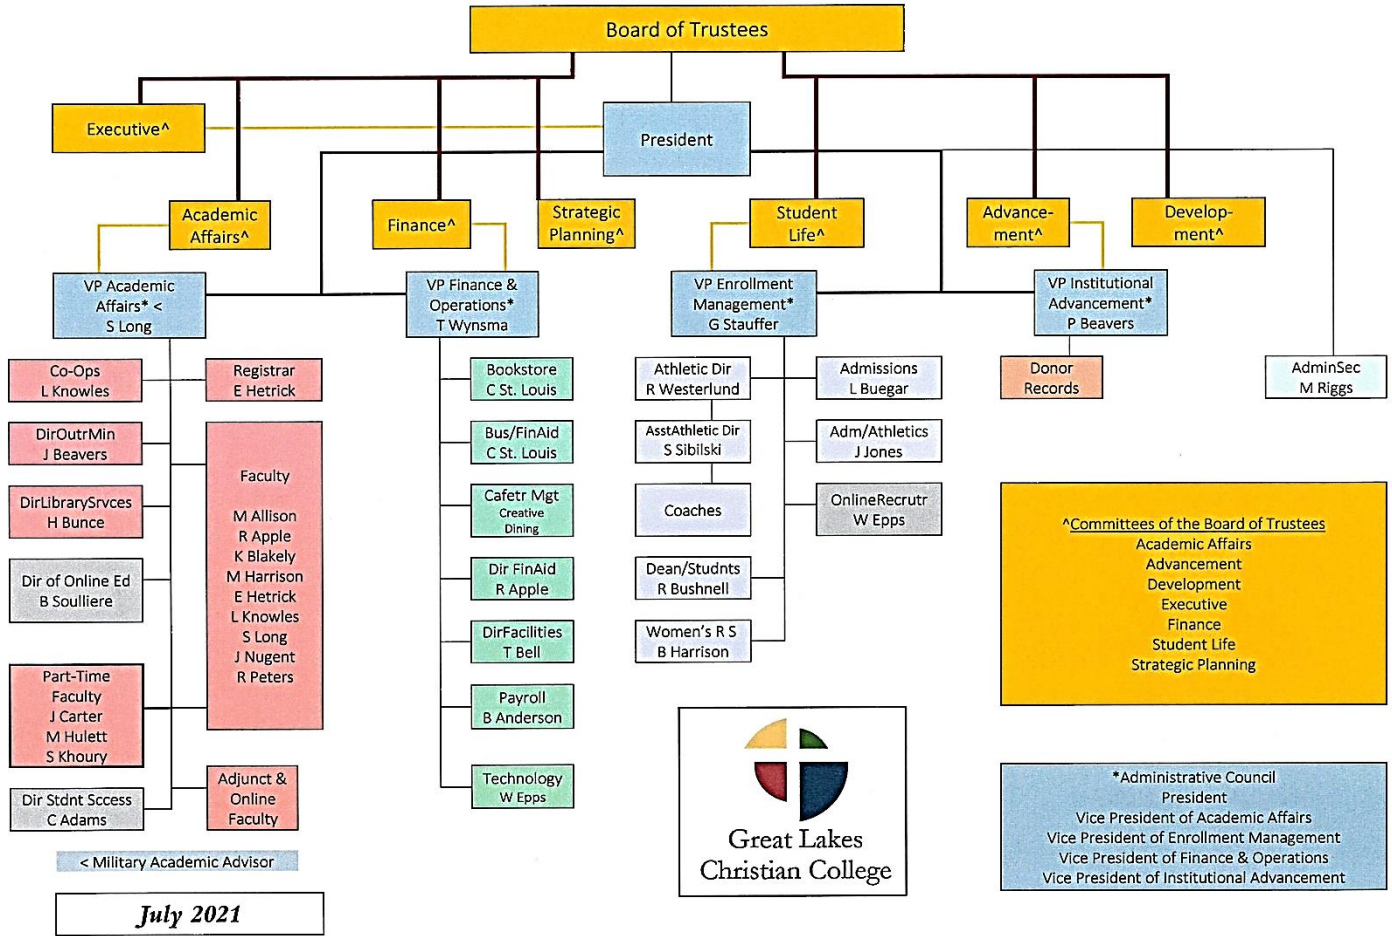 Board of Trustees
Executive^
President
Academic
Affairs^
Finance^
Strategic
Planning^
Student
Life^
Advance-
ment^
Develop-
ment^
VP Academic
Affairs* <
S Long
VP Finance &
Operations*
T Wynsma
VP Enrollment
Management*
G Stauffer
VP Institutional
Advancement*
P Beavers
Co-Ops
L Knowles
Registrar
E Hetrick
DirOutrMin
J Beavers
DirLibrarySrvces
H Bunce
Dir of Online Ed
B Soulliere
Part-Time
Faculty
J Carter
M Hulett
S Khoury
Dir Stdnt Sccess
C Adams
Faculty
M Allison
R Apple
K Blakely
M Harrison
E Hetrick
L Knowles
S Long
J Nugent
R Peters
Adjunct &
Online
Faculty
< Military Academic Advisor
July 2021
Bookstore
C St. Louis
Bus/FinAid
C St. Louis
Cafetr Mgt
Creative
Dining
Dir FinAid
R Apple
DirFacilities
T Bell
Payroll
B Anderson
Technology
W Epps
Athletic Dir
R Westerlund
AsstAthletic Dir
S Sibilski
Coaches
Dean/Studnts
R Bushnell
Women's R S
B Harrison
Admissions
L Buegar
Adm/Athletics
J Jones
OnlineRecrutr
W Epps
Donor
Records
AdminSec
M Riggs
Great Lakes
Christian College
^Committees of the Board of Trustees
Academic Affairs
Advancement
Development
Executive
Finance
Student Life
Strategic Planning
*Administrative Council
President
Vice President of Academic Affairs
Vice President of Enrollment Management
Vice President of Finance & Operations
Vice President of Institutional Advancement